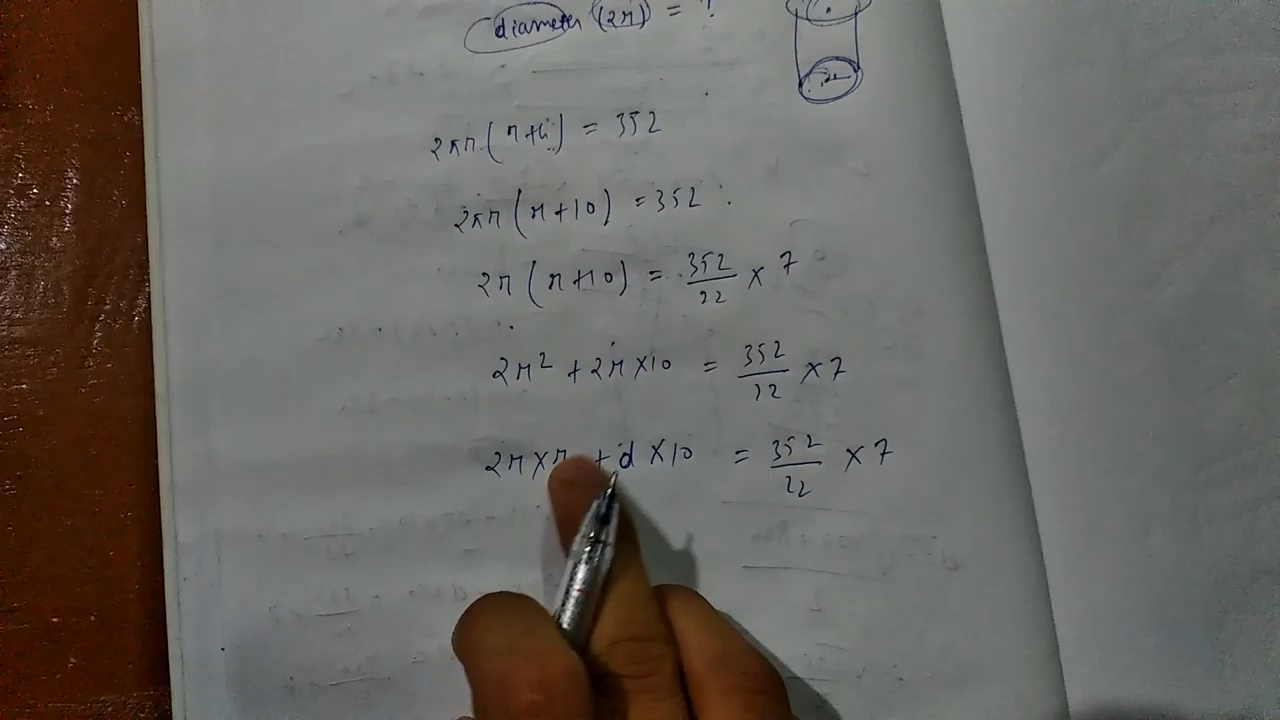 diameter (2r) = ?
2πr (r+h) = 352
2πr (r+10) = 352
2r (r+10) = 352/22 × 7
2r² + 2r×10 = 352/22 × 7
2r×r + d×10 = 352/22 × 7